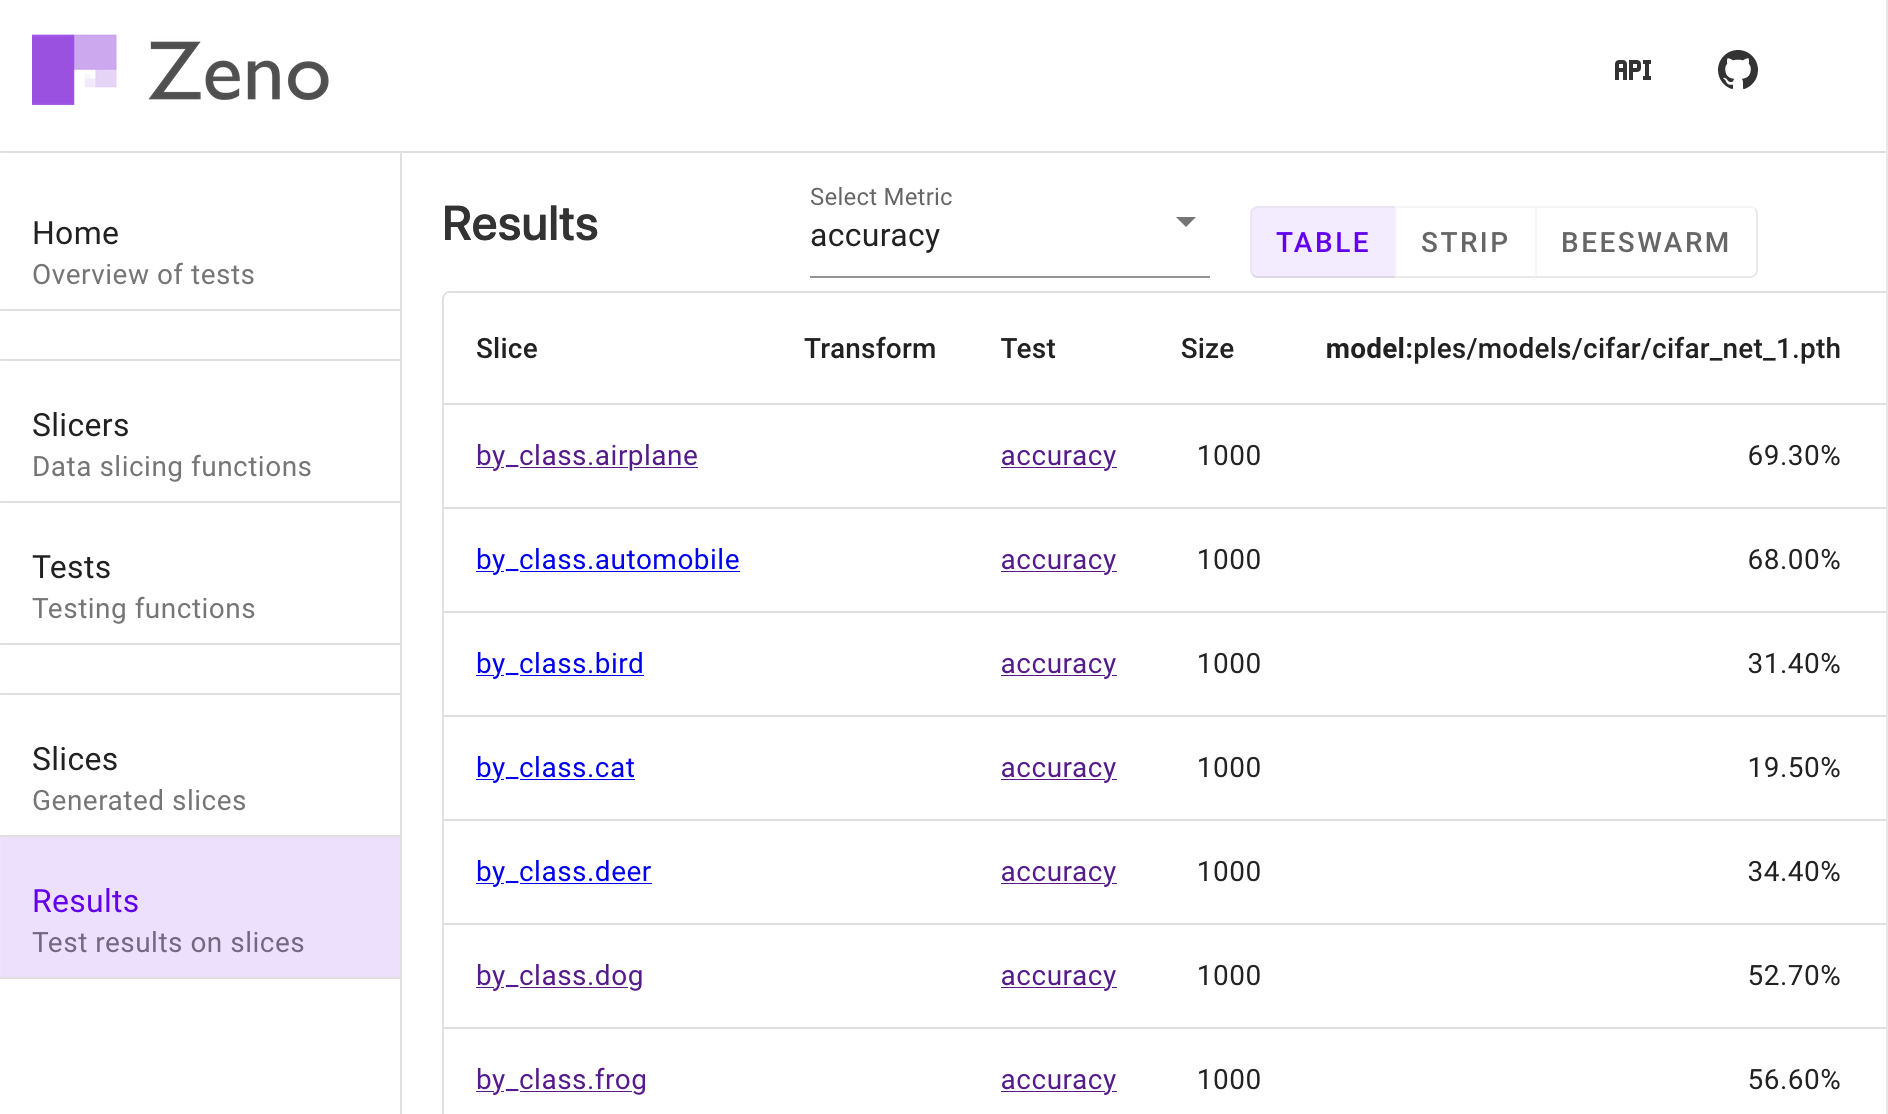 Zeno
API
Home
Overview of tests
Slicers
Data slicing functions
Tests
Testing functions
Slices
Generated slices
Results
Test results on slices
Results
Select Metric
accuracy
TABLE STRIP BEESWARM
Slice Transform Test Size model:ples/models/cifar/cifar_net_1.pth
by_class.airplane accuracy 1000 69.30%
by_class.automobile accuracy 1000 68.00%
by_class.bird accuracy 1000 31.40%
by_class.cat accuracy 1000 19.50%
by_class.deer accuracy 1000 34.40%
by_class.dog accuracy 1000 52.70%
by_class.frog accuracy 1000 56.60%